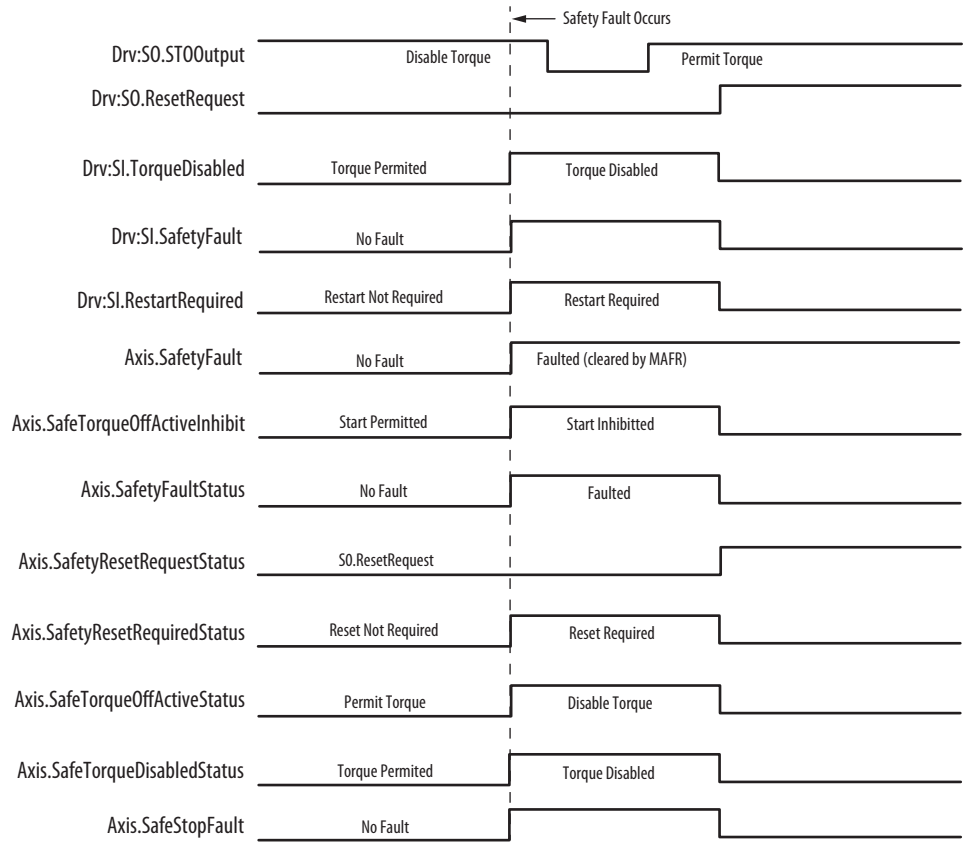 Safety Fault Occurs
Drv:SO.STOOutput
Disable Torque
Permit Torque
Drv:SO.ResetRequest
Drv:SI.TorqueDisabled
Torque Permited
Torque Disabled
Drv:SI.SafetyFault
No Fault
Drv:SI.RestartRequired
Restart Not Required
Restart Required
Axis.SafetyFault
No Fault
Faulted (cleared by MAFR)
Axis.SafeTorqueOffActiveInhibit
Start Permitted
Start Inhibitted
Axis.SafetyFaultStatus
No Fault
Faulted
Axis.SafetyResetRequestStatus
SO.ResetRequest
Axis.SafetyResetRequiredStatus
Reset Not Required
Reset Required
Axis.SafeTorqueOffActiveStatus
Permit Torque
Disable Torque
Axis.SafeTorqueDisabledStatus
Torque Permited
Torque Disabled
Axis.SafeStopFault
No Fault